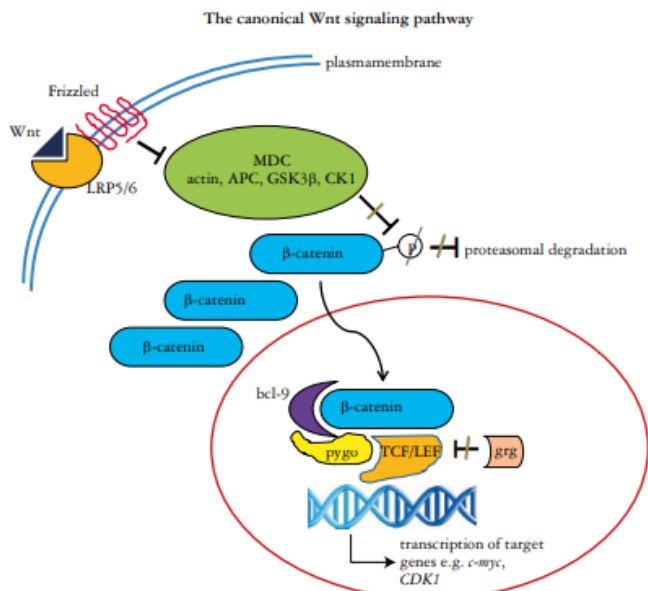 The canonical Wnt signaling pathway
plasmamembrane
Frizzled
Wnt
LRP5/6
MDC
actin, APC, GSK3β, CK1
P
β-catenin
proteasomal degradation
β-catenin
β-catenin
bcl-9
β-catenin
pygo
TCF/LEF
grg
transcription of target
genes e.g. c-myc,
CDK1